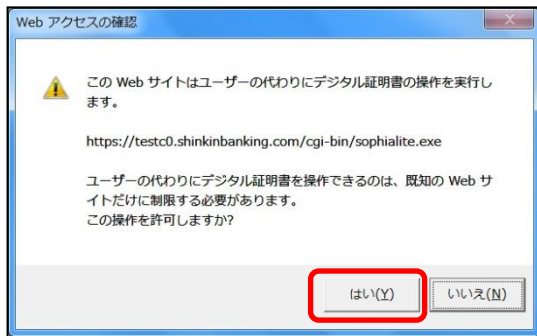 Web アクセスの確認
この Web サイトはユーザーの代わりにデジタル証明書の操作を実行し
ます。
https://testc0.shinkinbanking.com/cgi-bin/sophialite.exe
ユーザーの代わりにデジタル証明書を操作できるのは、既知の Web サ
イトだけに制限する必要があります。
この操作を許可しますか?
はい(Y) いいえ(N)